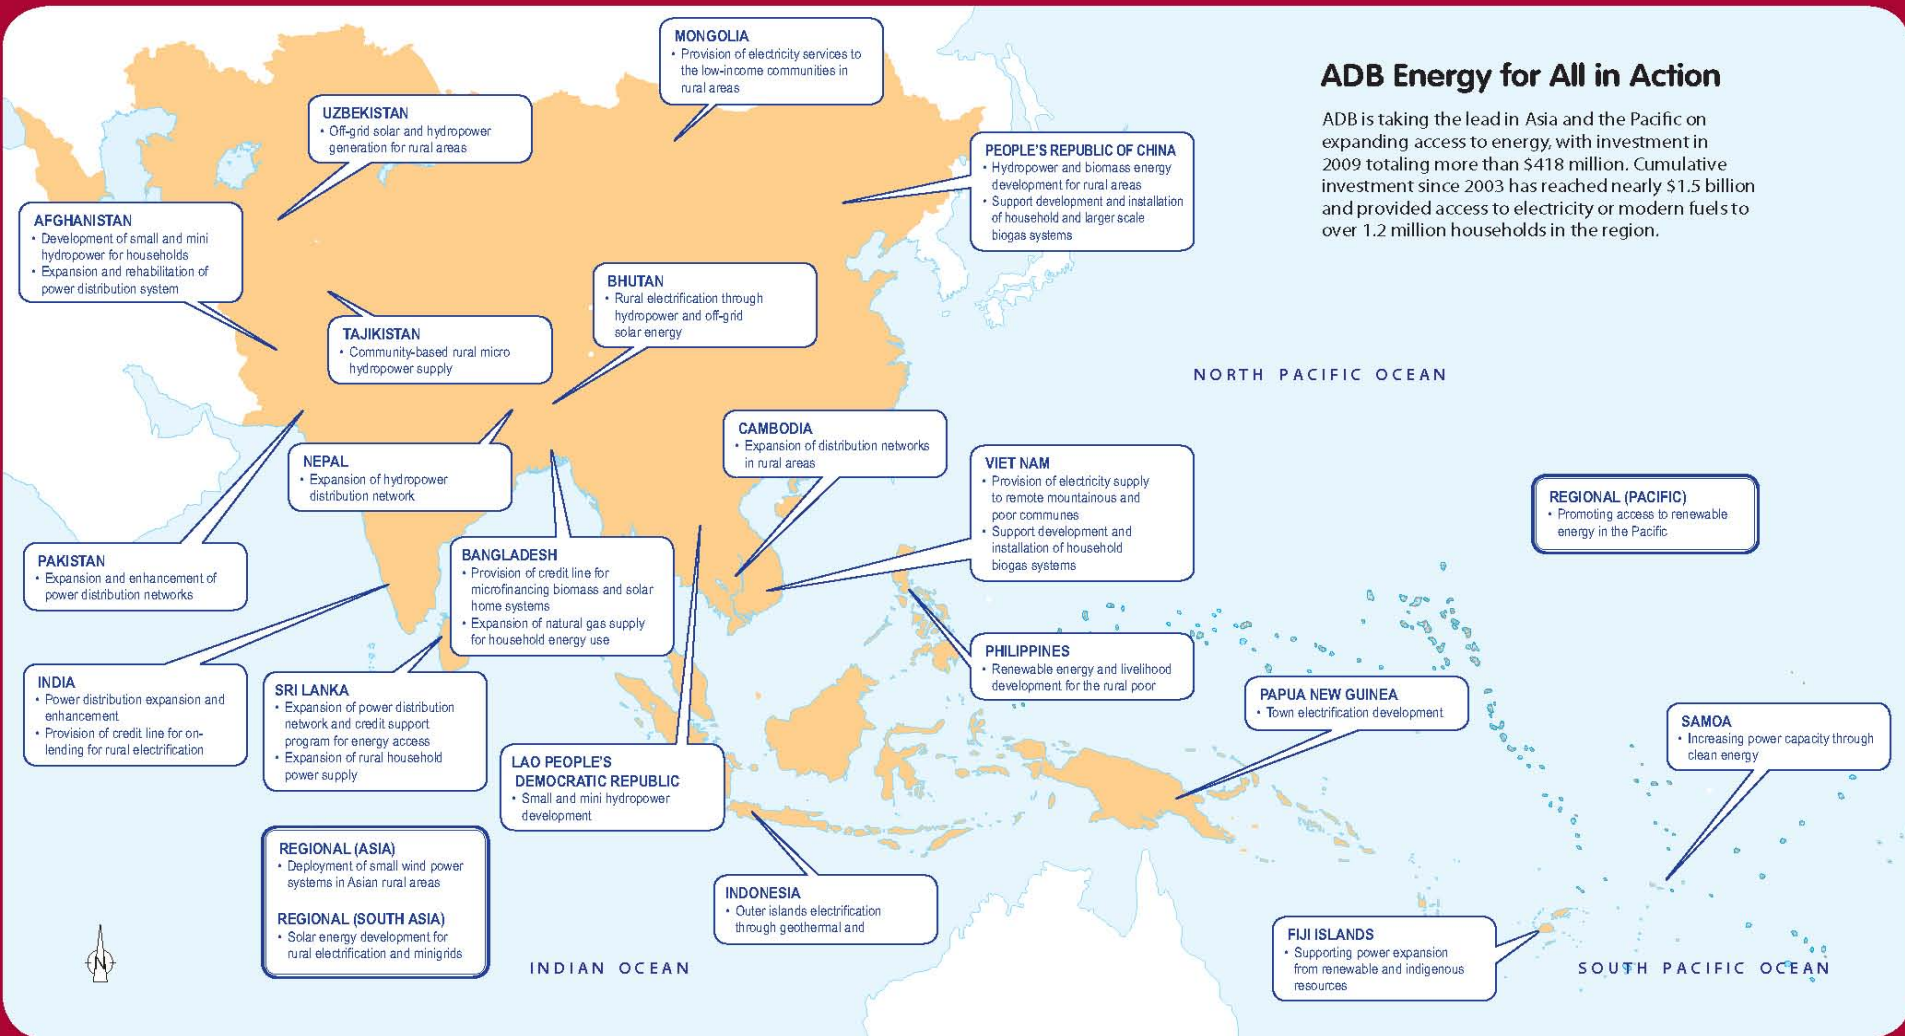 ADB Energy for All in Action
ADB is taking the lead in Asia and the Pacific on
expanding access to energy, with investment in
2009 totaling more than $418 million. Cumulative
investment since 2003 has reached nearly $1.5 billion
and provided access to electricity or modern fuels to
over 1.2 million households in the region.
MONGOLIA
• Provision of electricity services to
the low-income communities in
rural areas
UZBEKISTAN
• Off-grid solar and hydropower
generation for rural areas
PEOPLE'S REPUBLIC OF CHINA
• Hydropower and biomass energy
development for rural areas
• Support development and installation
of household and larger scale
biogas systems
AFGHANISTAN
• Development of small and mini
hydropower for households
• Expansion and rehabilitation of
power distribution system
BHUTAN
• Rural electrification through
hydropower and off-grid
solar energy
TAJIKISTAN
• Community-based rural micro
hydropower supply
NORTH PACIFIC OCEAN
CAMBODIA
• Expansion of distribution networks
in rural areas
NEPAL
• Expansion of hydropower
distribution network
VIET NAM
• Provision of electricity supply
to remote mountainous and
poor communes
• Support development and
installation of household
biogas systems
REGIONAL (PACIFIC)
• Promoting access to renewable
energy in the Pacific
PAKISTAN
• Expansion and enhancement of
power distribution networks
BANGLADESH
• Provision of credit line for
microfinancing biomass and solar
home systems
• Expansion of natural gas supply
for household energy use
PHILIPPINES
• Renewable energy and livelihood
development for the rural poor
INDIA
• Power distribution expansion and
enhancement
• Provision of credit line for on-
lending for rural electrification
SRI LANKA
• Expansion of power distribution
network and credit support
program for energy access
• Expansion of rural household
power supply
PAPUA NEW GUINEA
• Town electrification development
SAMOA
• Increasing power capacity through
clean energy
LAO PEOPLE'S
DEMOCRATIC REPUBLIC
• Small and mini hydropower
development
REGIONAL (ASIA)
• Deployment of small wind power
systems in Asian rural areas
REGIONAL (SOUTH ASIA)
• Solar energy development for
rural electrification and minigrids
INDONESIA
• Outer islands electrification
through geothermal and
FIJI ISLANDS
• Supporting power expansion
from renewable and indigenous
resources
N
INDIAN OCEAN
SOUTH PACIFIC OCEAN